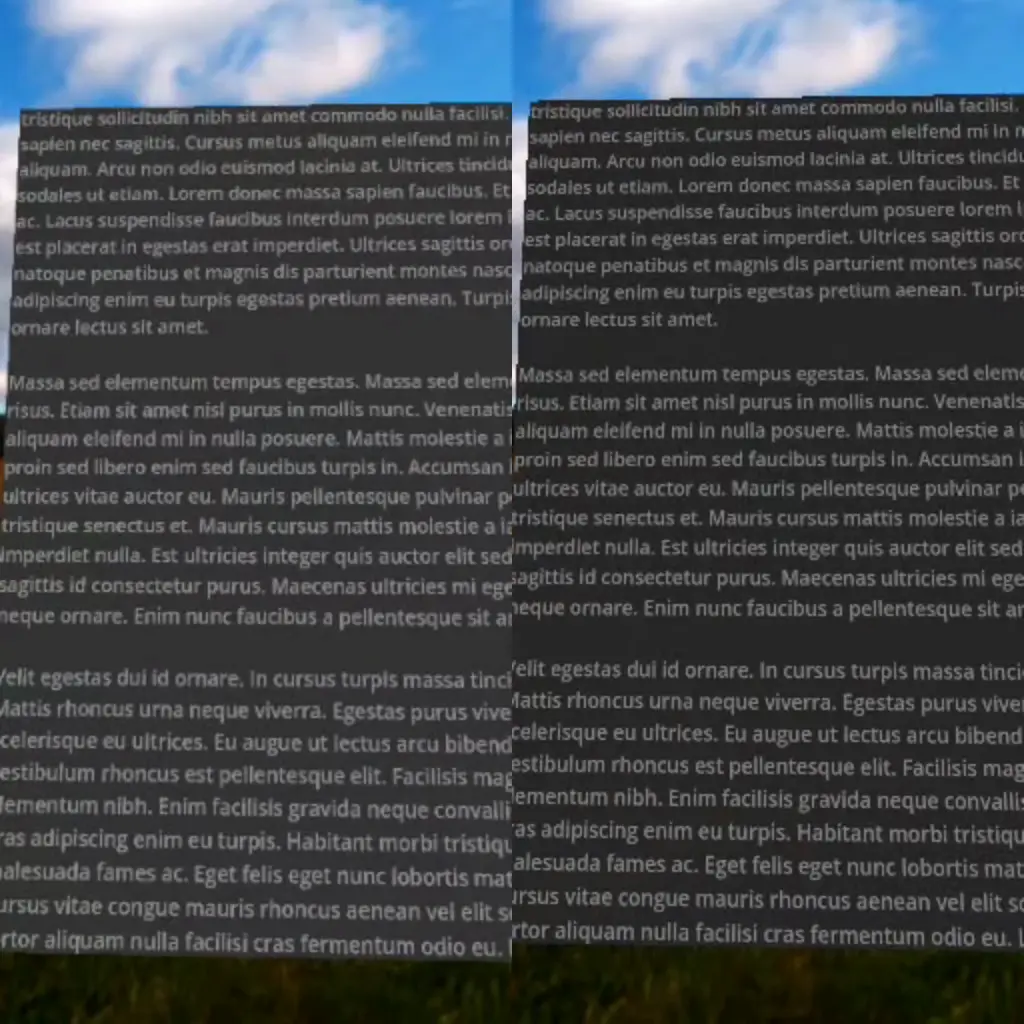 tristique sollicitudin nibh sit amet commodo nulla facilisi.
sapien nec sagittis. Cursus metus aliquam eleifend mi in
aliquam. Arcu non odio euismod lacinia at. Ultrices tincidu
sodales ut etiam. Lorem donec massa sapien faucibus. Et
ac. Lacus suspendisse faucibus interdum posuere lorem
est placerat in egestas erat imperdiet. Ultrices sagittis or
natoque penatibus et magnis dis parturient montes nasc
adipiscing enim eu turpis egestas pretium aenean. Turpi
ornare lectus sit amet.
Massa sed elementum tempus egestas. Massa sed elem
risus. Etiam sit amet nisl purus in mollis nunc. Venenatis
aliquam eleifend mi in nulla posuere. Mattis molestie a
proin sed libero enim sed faucibus turpis in. Accumsan
ultrices vitae auctor eu. Mauris pellentesque pulvinar p
tristique senectus et. Mauris cursus mattis molestie a ia
imperdiet nulla. Est ultricies integer quis auctor elit sed
sagittis id consectetur purus. Maecenas ultricies mi ege
neque ornare. Enim nunc faucibus a pellentesque sit a
elit egestas dui id ornare. In cursus turpis massa tinci
Mattis rhoncus urna neque viverra. Egestas purus vive
celerisque eu ultrices. Eu augue ut lectus arcu bibend
estibulum rhoncus est pellentesque elit. Facilisis mag
lementum nibh. Enim facilisis gravida neque convalli
ras adipiscing enim eu turpis. Habitant morbi tristiqu
alesuada fames ac. Eget felis eget nunc lobortis mat
ursus vitae congue mauris rhoncus aenean vel elit s
rtor aliquam nulla facilisi cras fermentum odio eu.
tristique sollicitudin nibh sit amet commodo nulla facilisi.
sapien nec sagittis. Cursus metus aliquam eleifend mi in n
aliquam. Arcu non odio euismod lacinia at. Ultrices tincidu
sodales ut etiam. Lorem donec massa sapien faucibus. Et
ac. Lacus suspendisse faucibus interdum posuere lorem
est placerat in egestas erat imperdiet. Ultrices sagittis orc
natoque penatibus et magnis dis parturient montes nasc
adipiscing enim eu turpis egestas pretium aenean. Turpis
ornare lectus sit amet.
Massa sed elementum tempus egestas. Massa sed eleme
risus. Etiam sit amet nisl purus in mollis nunc. Venenatis
aliquam eleifend mi in nulla posuere. Mattis molestie a i
proin sed libero enim sed faucibus turpis in. Accumsan
ultrices vitae auctor eu. Mauris pellentesque pulvinar pe
tristique senectus et. Mauris cursus mattis molestie a ia
imperdiet nulla. Est ultricies integer quis auctor elit sed
sagittis id consectetur purus. Maecenas ultricies mi ege
neque ornare. Enim nunc faucibus a pellentesque sit ar
elit egestas dui id ornare. In cursus turpis massa tinci
Mattis rhoncus urna neque viverra. Egestas purus viver
celerisque eu ultrices. Eu augue ut lectus arcu bibend
estibulum rhoncus est pellentesque elit. Facilisis mag
ementum nibh. Enim facilisis gravida neque convallis
ras adipiscing enim eu turpis. Habitant morbi tristiqu
alesuada fames ac. Eget felis eget nunc lobortis mat
ursus vitae congue mauris rhoncus aenean vel elit sc
rtor aliquam nulla facilisi cras fermentum odio eu. L